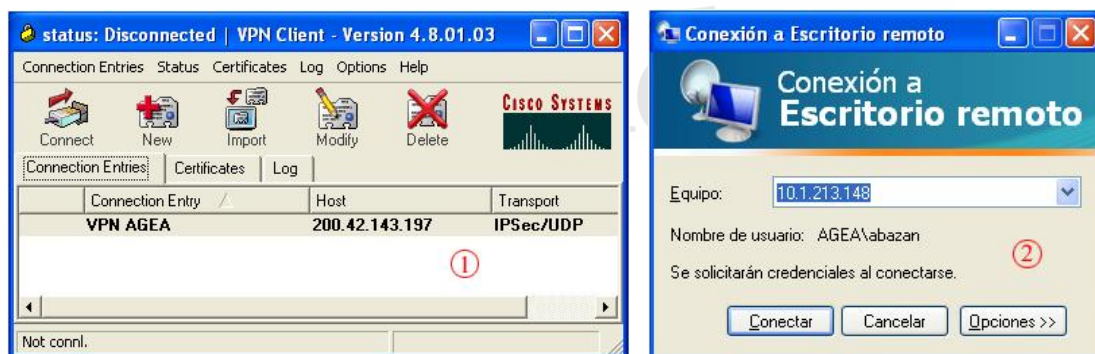 status: Disconnected | VPN Client - Version 4.8.01.03
Connection Entries Status Certificates Log Options Help
Connect New Import Modify Delete
CISCO SYSTEMS
Connection Entries Certificates Log
Connection Entry Host Transport
VPN AGEA 200.42.143.197 IPSec/UDP
1
Not connl.
Conexión a Escritorio remoto
Conexión a
Escritorio remoto
Equipo: 10.1.213.148
Nombre de usuario: AGEA\abazan
Se solicitarán credenciales al conectarse.
2
Conectar Cancelar Opciones >>